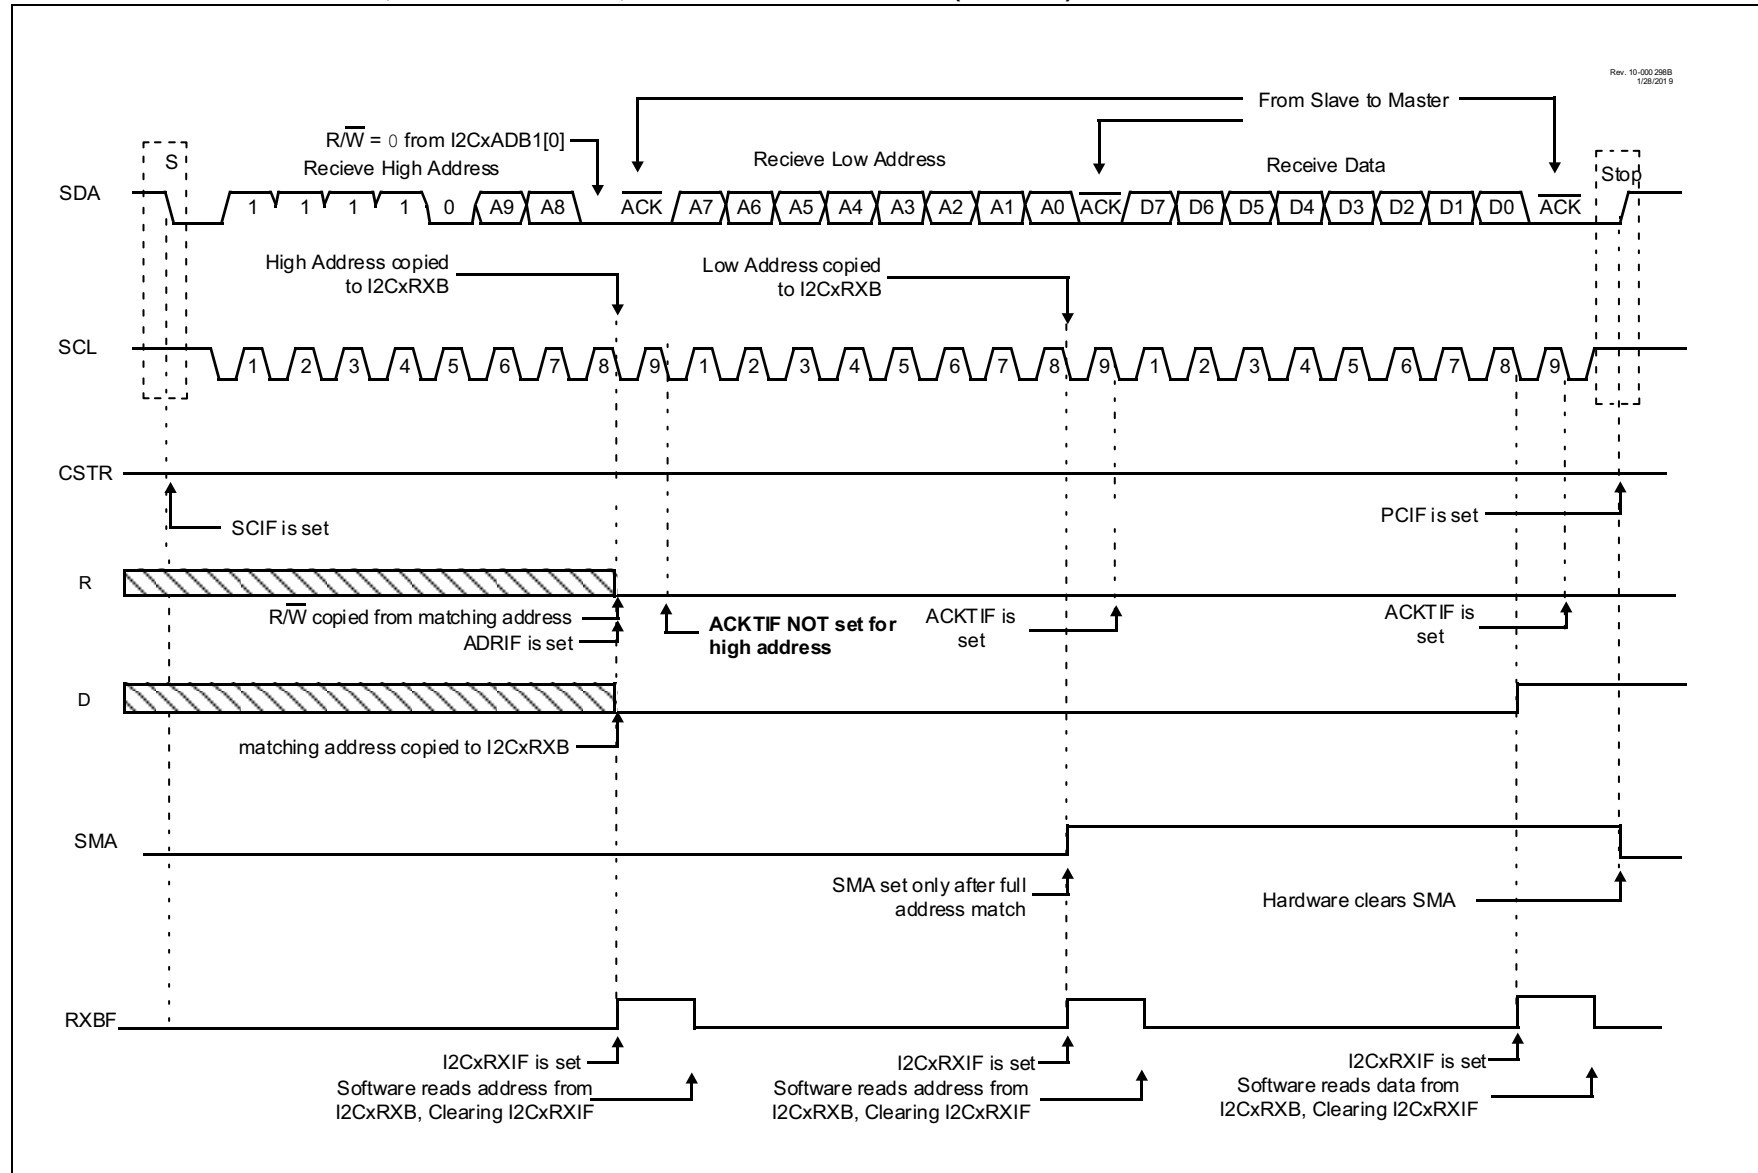 Rev. 10-000 298B
1/28/201 9
From Slave to Master
R/W = 0 from I2CxADB1[0]
S
Recieve High Address
Recieve Low Address
Receive Data
Stop
SDA
1 1 1 1 0 A9 A8 ACK A7 A6 A5 A4 A3 A2 A1 A0 ACK D7 D6 D5 D4 D3 D2 D1 D0 ACK
High Address copied
to I2CxRXB
Low Address copied
to I2CxRXB
SCL
1 2 3 4 5 6 7 8 9 1 2 3 4 5 6 7 8 9 1 2 3 4 5 6 7 8 9
CSTR
SCIF is set
PCIF is set
R
R/W copied from matching address
ADRIF is set
ACKTIF NOT set for
high address
ACKTIF is
set
ACKTIF is
set
D
matching address copied to I2CxRXB
SMA
SMA set only after full
address match
Hardware clears SMA
RXBF
I2CxRXIF is set
Software reads address from
I2CxRXB, Clearing I2CxRXIF
I2CxRXIF is set
Software reads address from
I2CxRXB, Clearing I2CxRXIF
I2CxRXIF is set
Software reads data from
I2CxRXB, Clearing I2CxRXIF